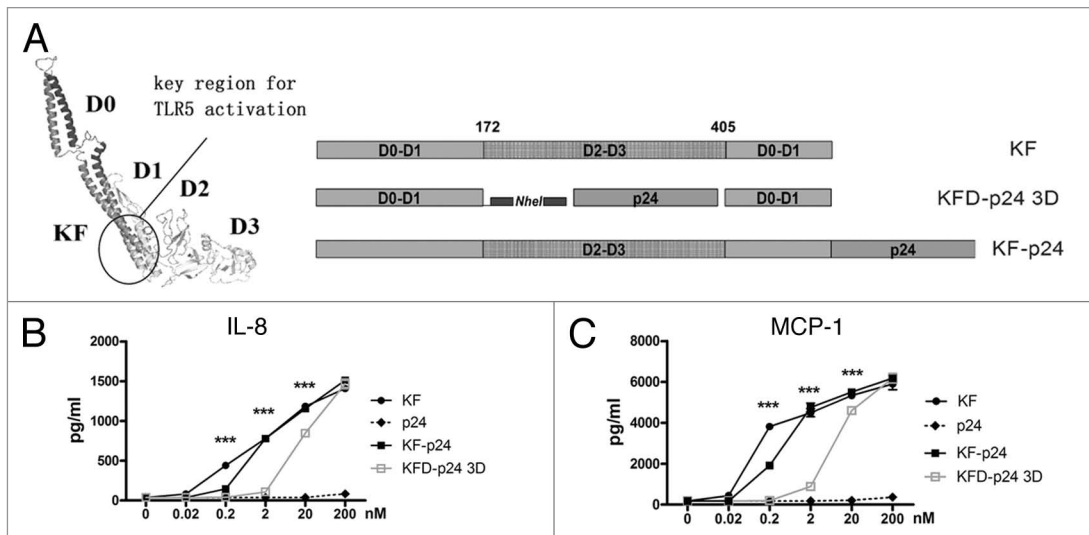 A
key region for
TLR5 activation
D0
D1
D2
D3
KF
172
405
D0-D1
D2-D3
D0-D1
KF
D0-D1
NheI
p24
D0-D1
KFD-p24 3D
D2-D3
p24
KF-p24
B
IL-8
pg/ml
2000
1500
1000
500
0
***
***
***
0
0.02
0.2
2
20
200
nM
KF
p24
KF-p24
KFD-p24 3D
C
MCP-1
pg/ml
8000
6000
4000
2000
0
***
***
***
0
0.02
0.2
2
20
200
nM
KF
p24
KF-p24
KFD-p24 3D